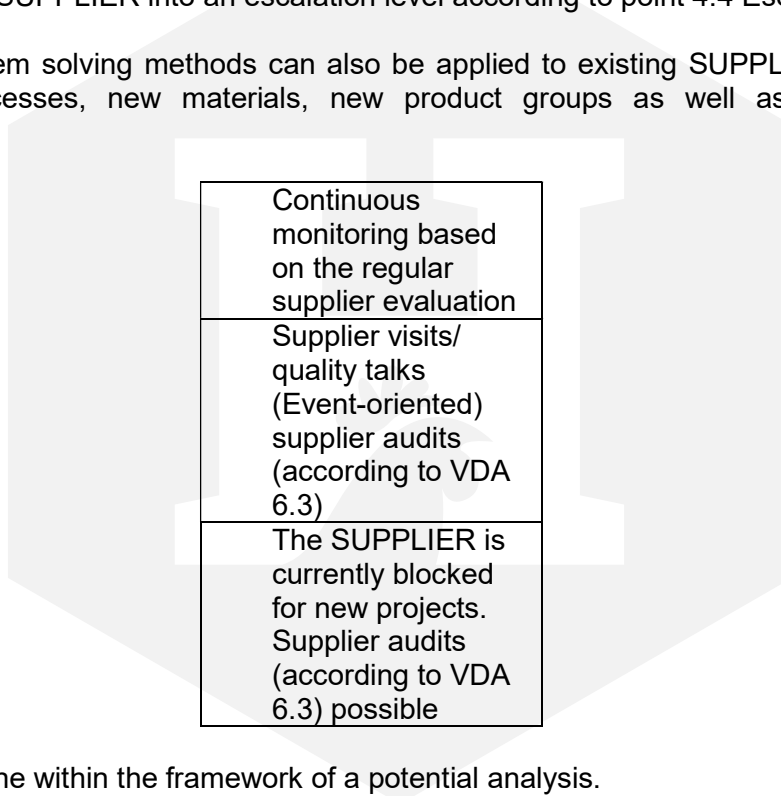 SUPPLIER into an escalation level according to point 4.4
em solving methods can also be applied to existing
cesses, new materials, new product groups as well as
Continuous
monitoring based
on the regular
supplier evaluation
Supplier visits/
quality talks
(Event-oriented)
supplier audits
(according to VDA
6.3)
The SUPPLIER is
currently blocked
for new projects.
Supplier audits
(according to VDA
6.3) possible
ne within the framework of a potential analysis.